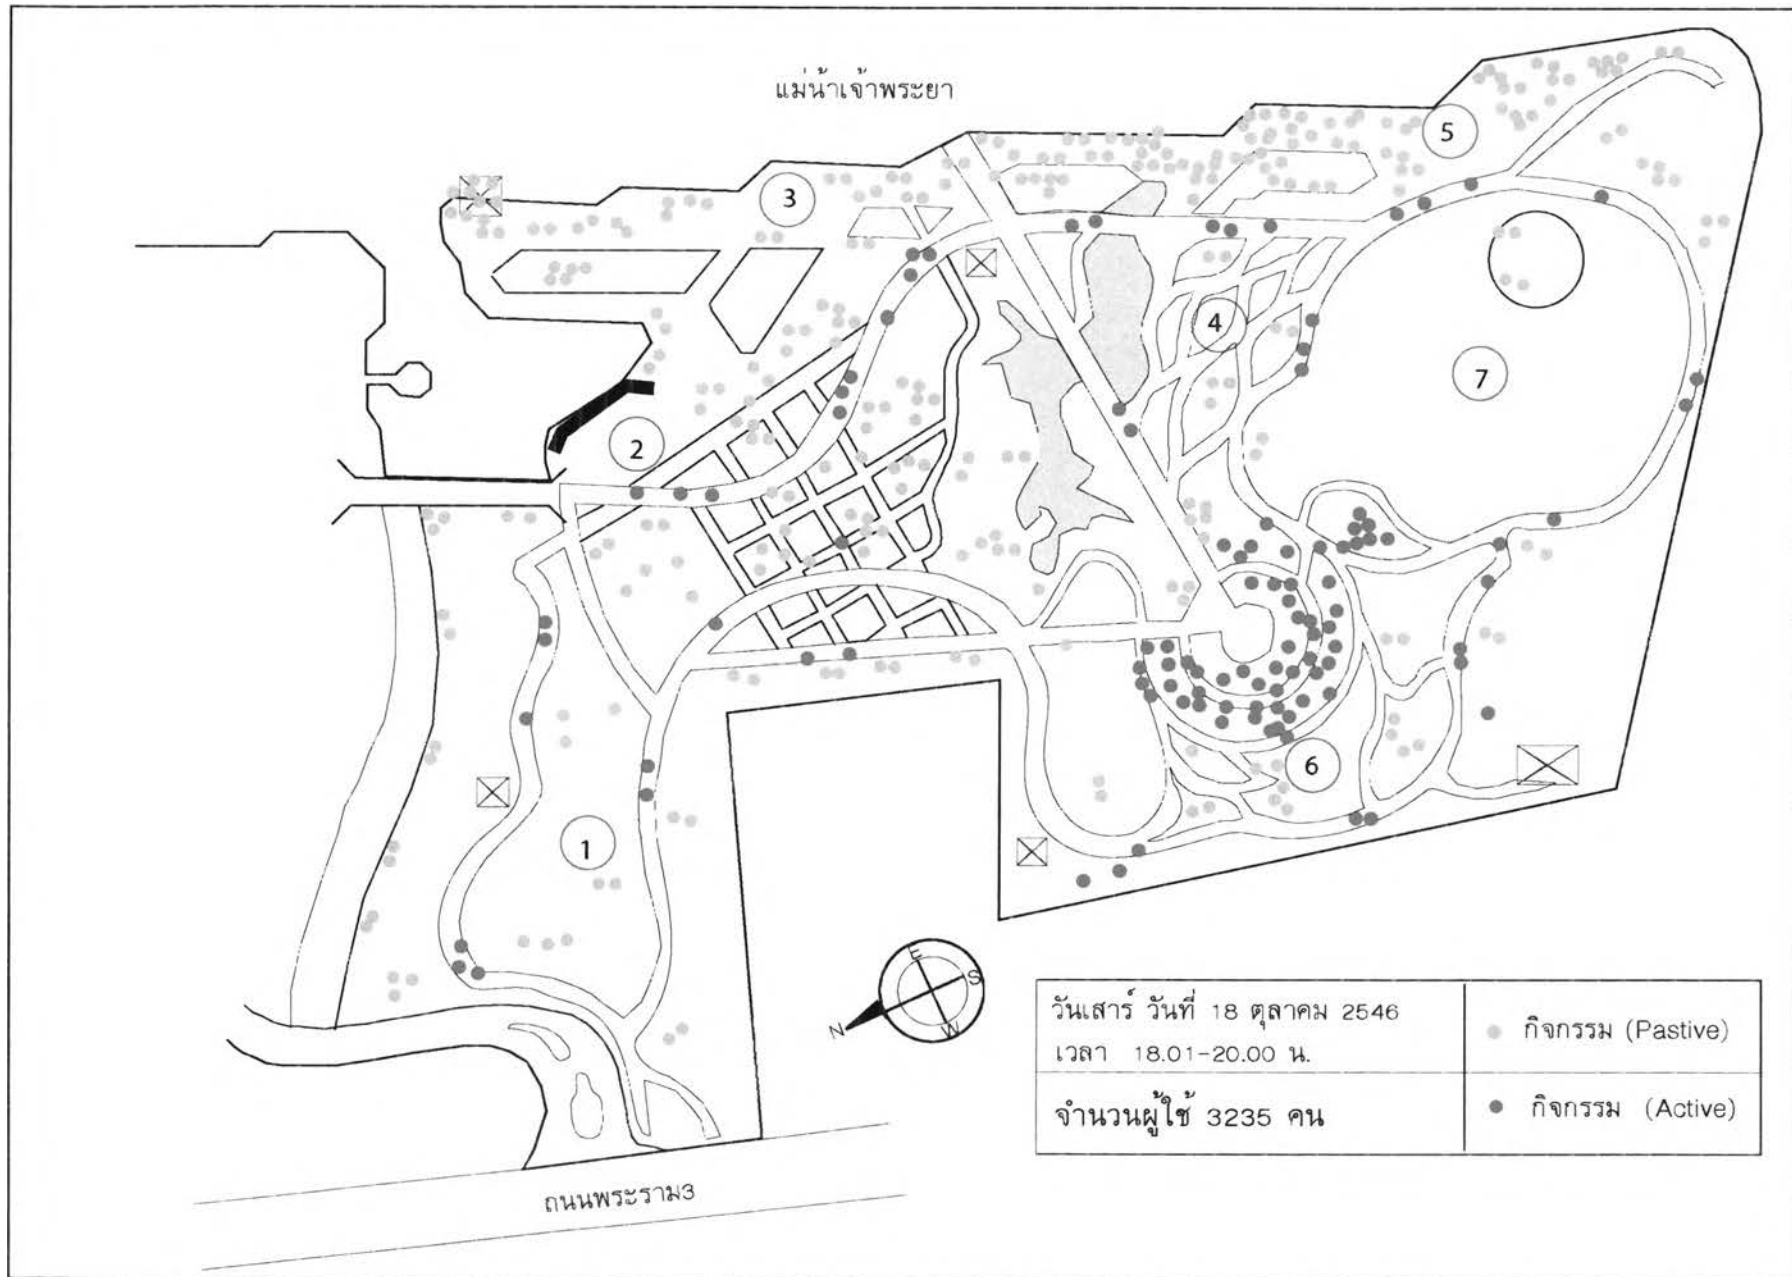 แม่น้ำเจ้าพระยา
5
3
4
7
2
6
1
E
S
N
W
วันเสาร์ วันที่ 18 ตุลาคม 2546
เวลา 18.01-20.00 น.
กิจกรรม (Pastive)
จำนวนผู้ใช้ 3235 คน
กิจกรรม (Active)
ถนนพระราม3